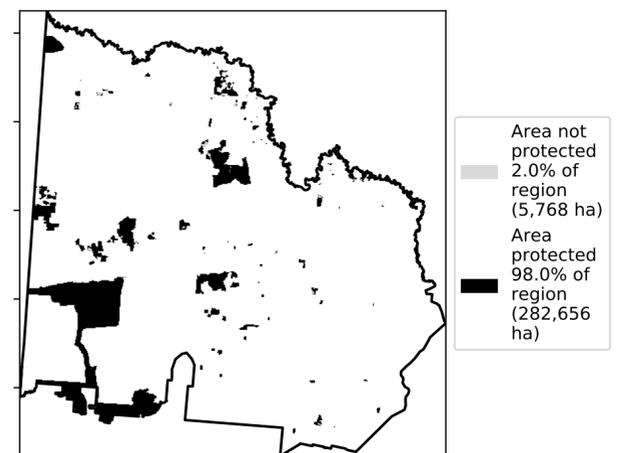 Area not
protected
2.0% of
region
(5,768 ha)
Area
protected
98.0% of
region
(282,656
ha)